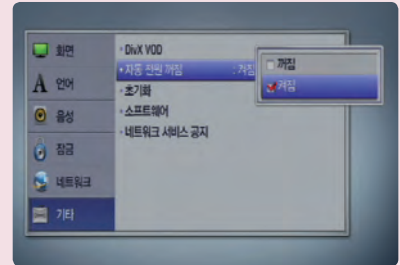 화면
A 언어
음성
잠금
네트워크
기타
DivX VOD
자동 전원 꺼짐 : 켜짐
초기화
소프트웨어
네트워크 서비스 공지
꺼짐
켜짐